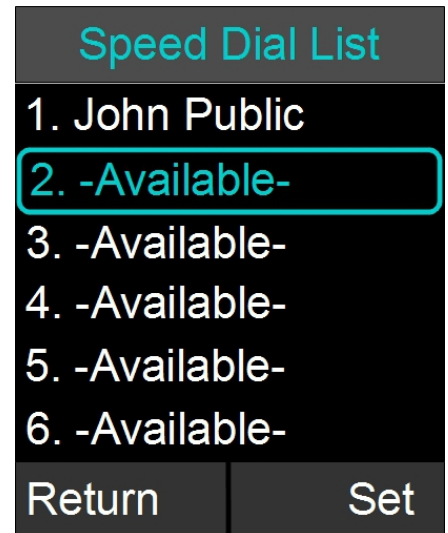 Speed Dial List
1. John Public
2. -Available-
3. -Available-
4. -Available-
5. -Available-
6. -Available-
Return Set